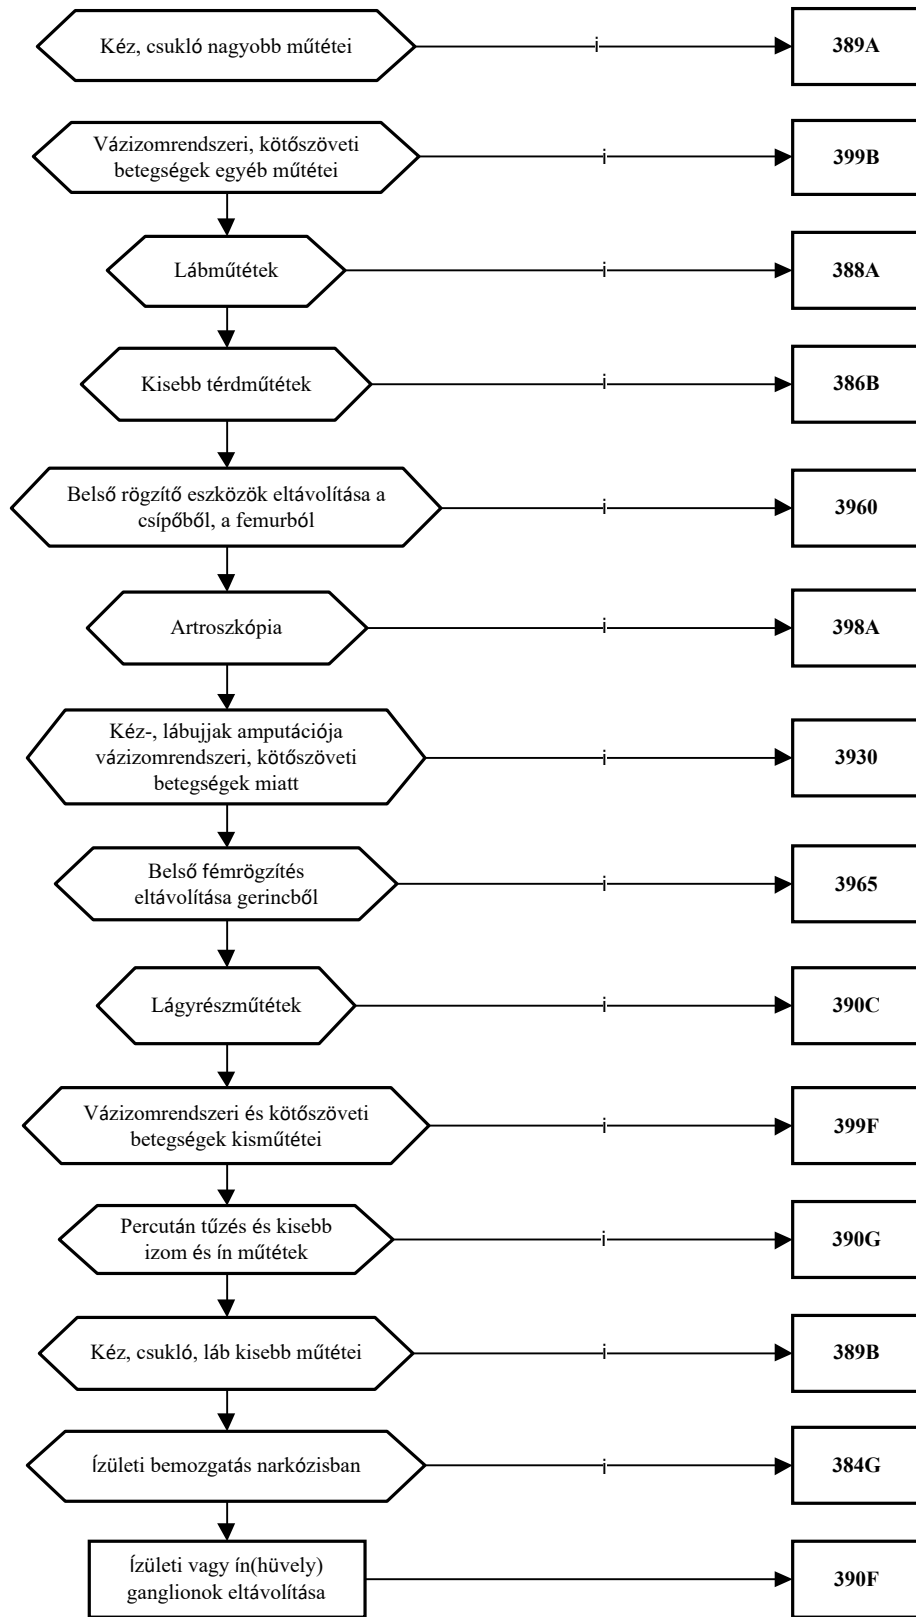 Kéz, csukló nagyobb műtétei
i
389A
Vázizomrendszeri, kötőszöveti
betegségek egyéb műtétei
i
399B
Lábműtétek
i
388A
Kisebb térdműtétek
i
386B
Belső rögzítő eszközök eltávolítása a
csípőből, a femurból
i
3960
Artroszkópia
i
398A
Kéz-, lábujjak amputációja
vázizomrendszeri, kötőszöveti
betegségek miatt
i
3930
Belső fémrögzítés
eltávolítása gerincből
i
3965
Lágyrészműtétek
i
390C
Vázizomrendszeri és kötőszöveti
betegségek kisműtétei
i
399F
Percután tűzés és kisebb
izom és ín műtétek
i
390G
Kéz, csukló, láb kisebb műtétei
i
389B
Ízületi bemozgatás narkózisban
i
384G
Ízületi vagy ín(hüvely)
ganglionok eltávolítása
390F